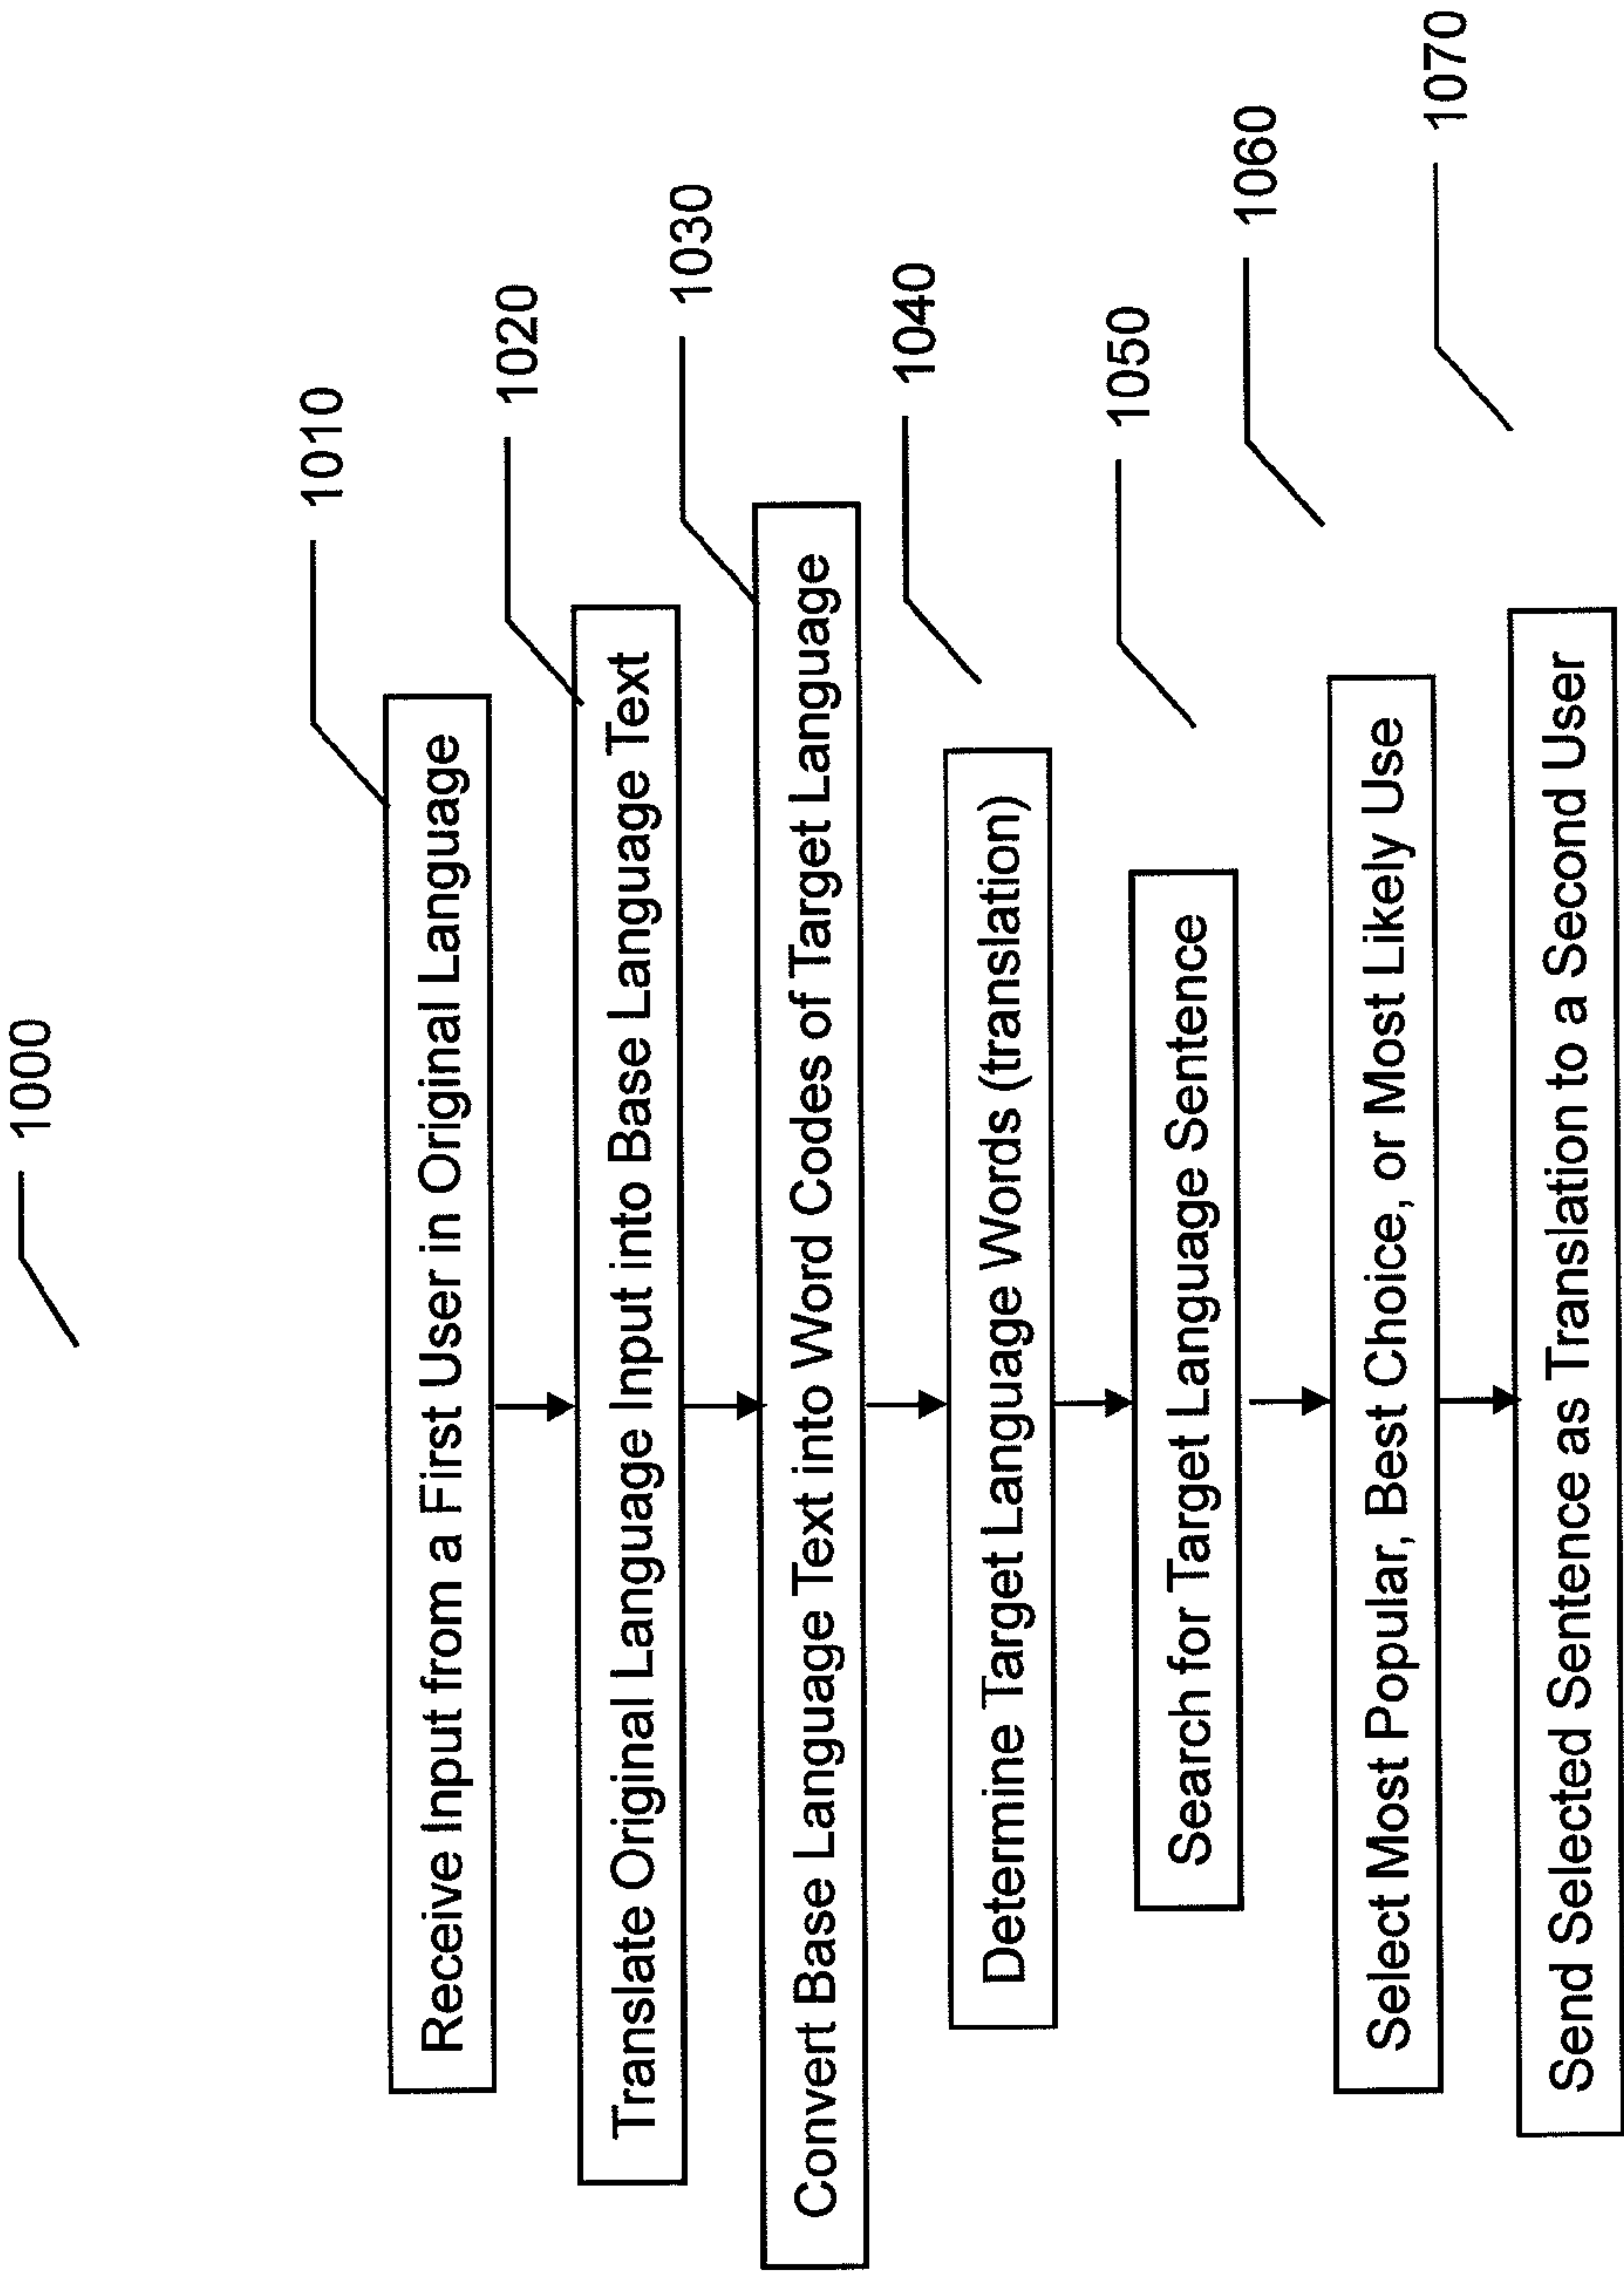 1000
Receive Input from a First User in Original Language
1010
Translate Original Language Input into Base Language Text
1020
Convert Base Language Text into Word Codes of Target Language
1030
Determine Target Language Words (translation)
1040
Search for Target Language Sentence
1050
Select Most Popular, Best Choice, or Most Likely Use
1060
Send Selected Sentence as Translation to a Second User
1070